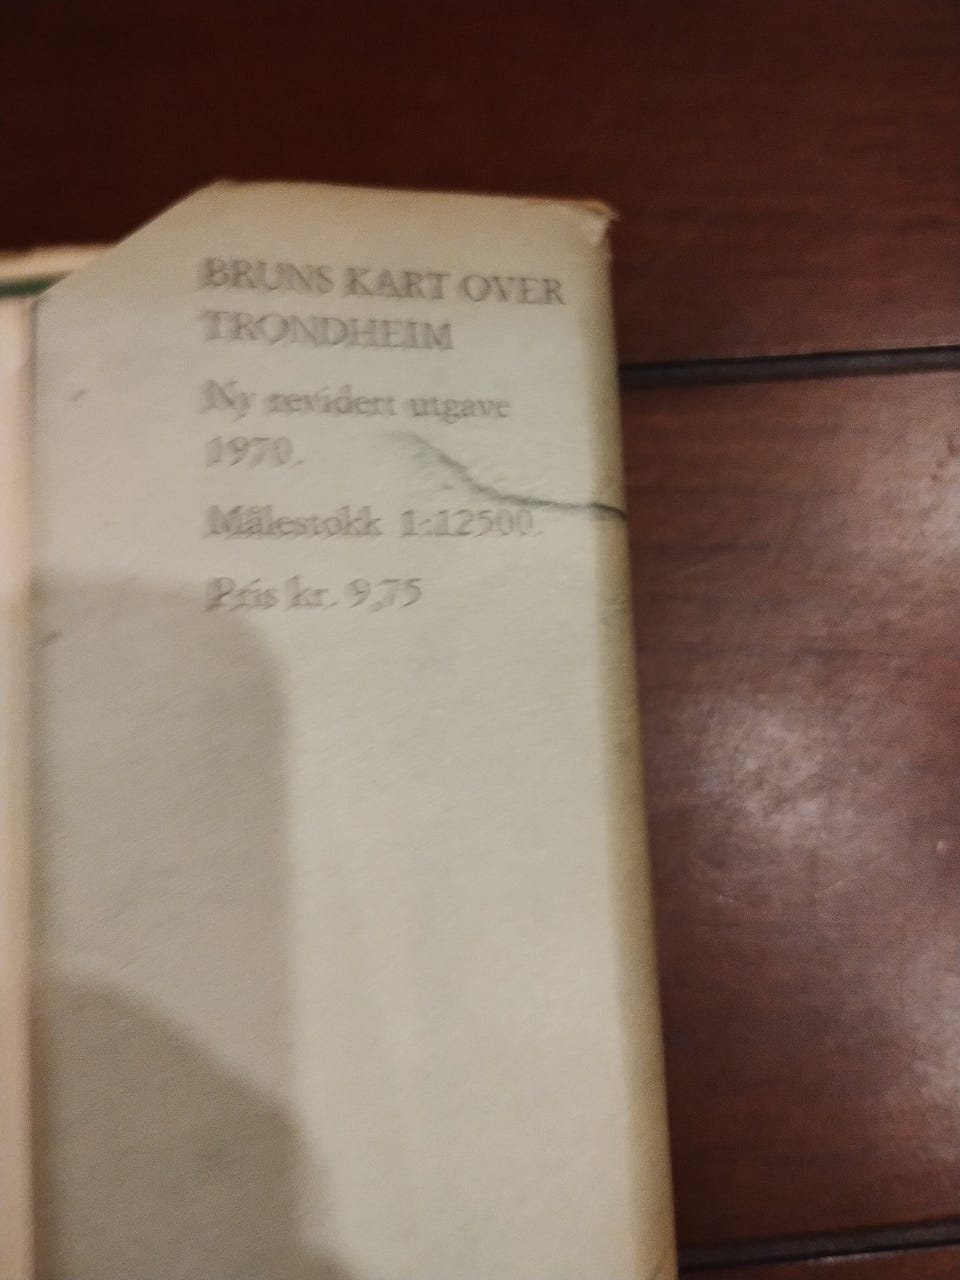 BRUNS KART OVER
TRONDHEIM
Ny revidert utgave
1970.
Målestokk 1:12500.
Pris kr. 9,75